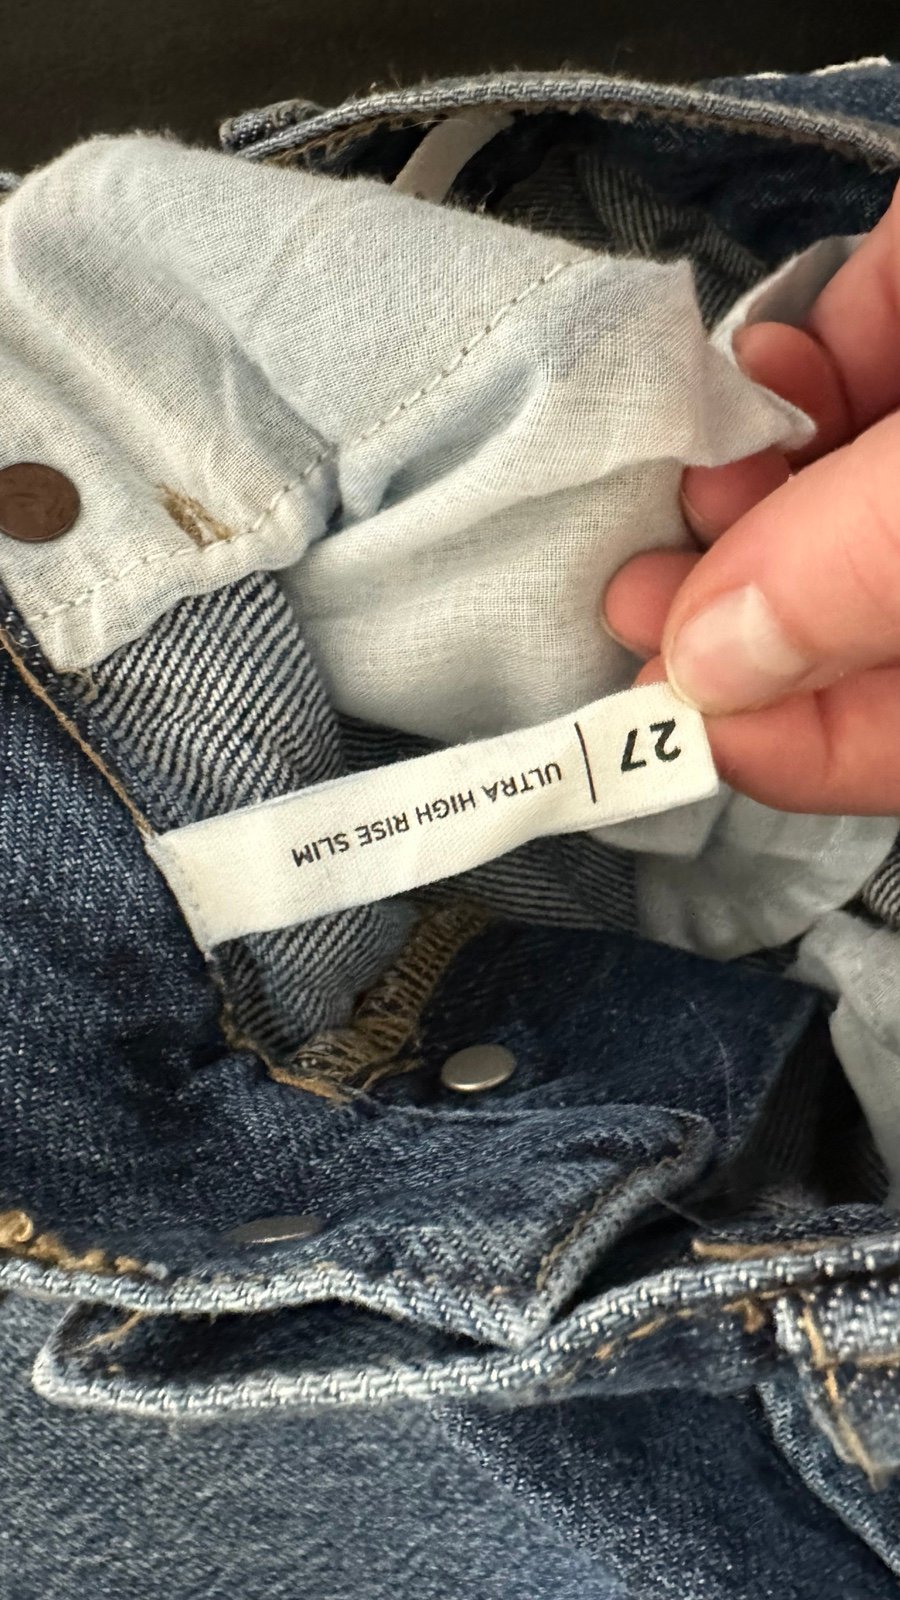 27 | ULTRA HIGH RISE SLIM